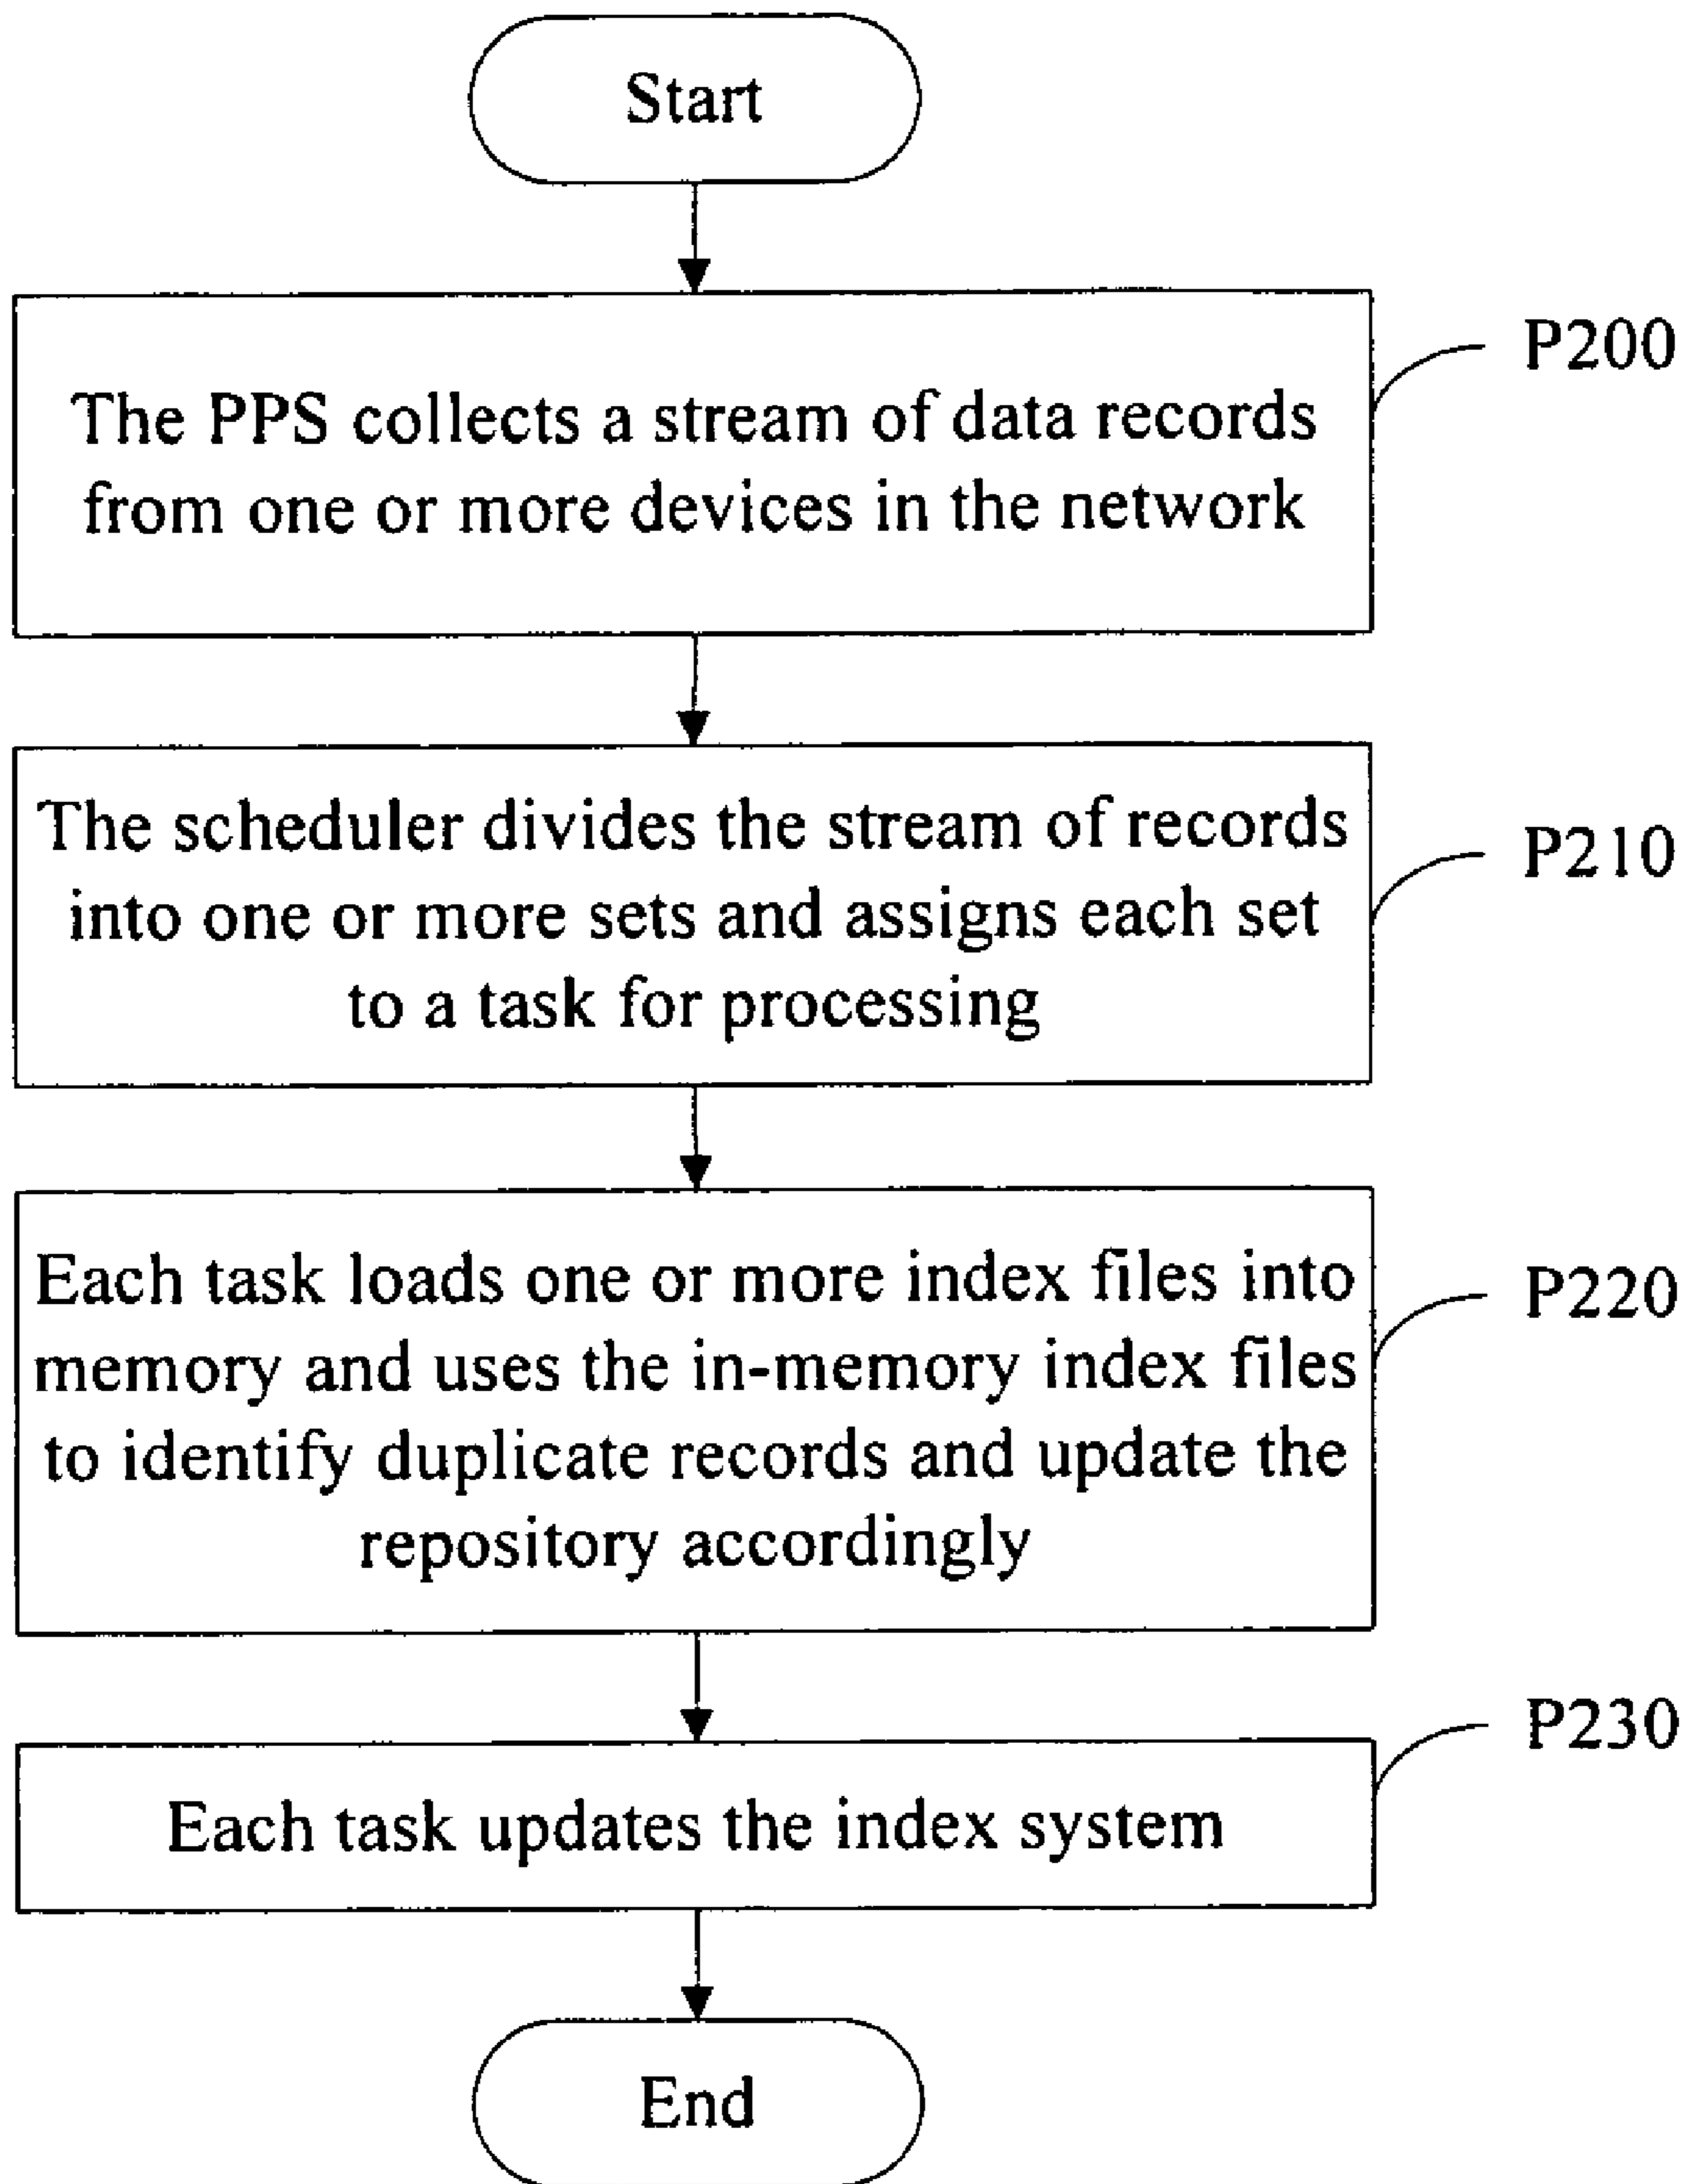 Start
The PPS collects a stream of data records
from one or more devices in the network
P200
The scheduler divides the stream of records
into one or more sets and assigns each set
to a task for processing
P210
Each task loads one or more index files into
memory and uses the in-memory index files
to identify duplicate records and update the
repository accordingly
P220
Each task updates the index system
P230
End